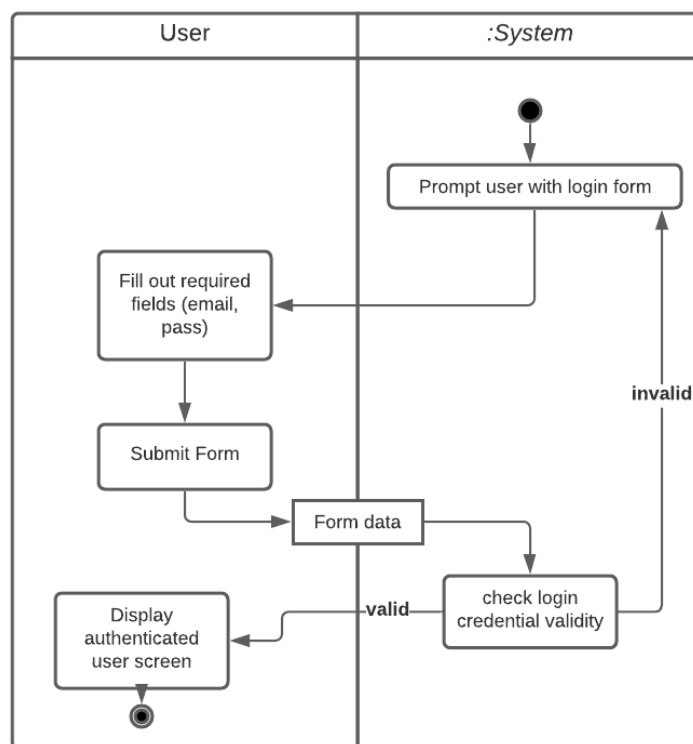 User
:System
Prompt user with login form
Fill out required
fields (email,
pass)
invalid
Submit Form
Form data
check login
credential validity
valid
Display
authenticated
user screen